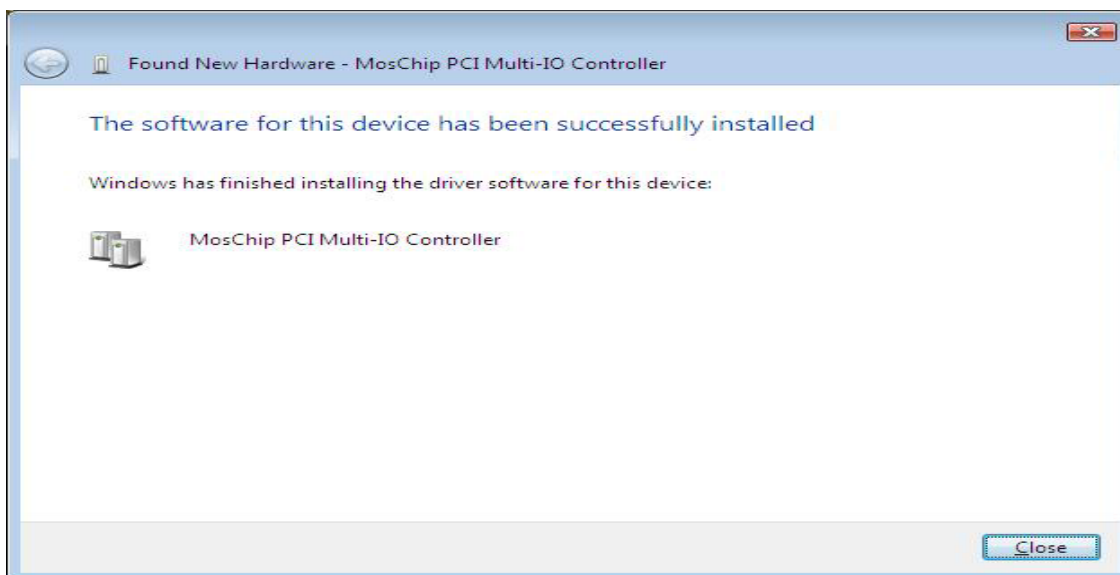 Found New Hardware - MosChip PCI Multi-IO Controller
The software for this device has been successfully installed
Windows has finished installing the driver software for this device:
MosChip PCI Multi-IO Controller
Close